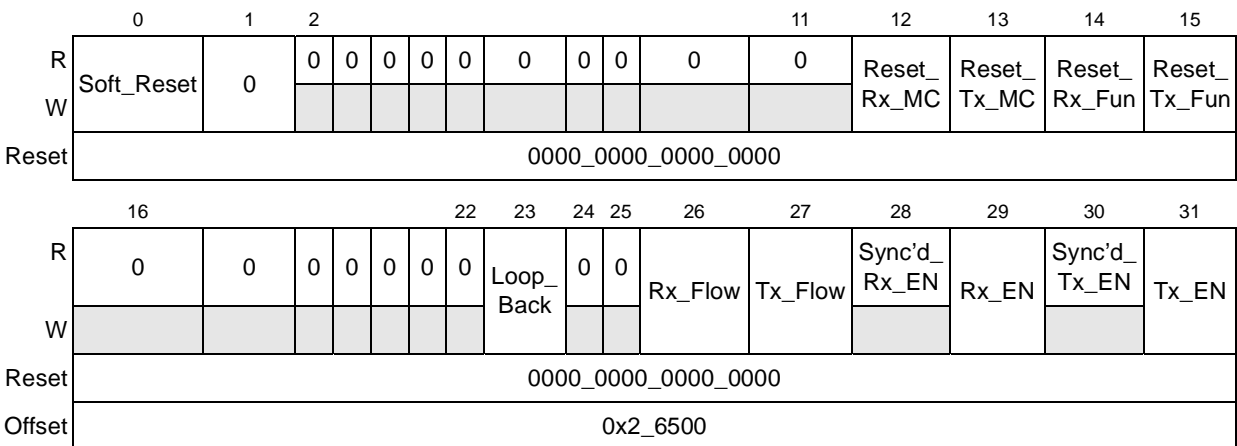 0 1 2 11 12 13 14 15
R Soft_Reset 0 0 0 0 0 0 0 0 0 0 0 Reset_ Reset_ Reset_ Reset_
W Rx_MC Tx_MC Rx_Fun Tx_Fun
Reset 0000_0000_0000_0000
16 22 23 24 25 26 27 28 29 30 31
R 0 0 0 0 0 0 0 Loop_ 0 0 Rx_Flow Tx_Flow Sync’d_ Rx_EN Sync’d_ Tx_EN
Back Rx_EN Tx_EN
W
Reset 0000_0000_0000_0000
Offset 0x2_6500